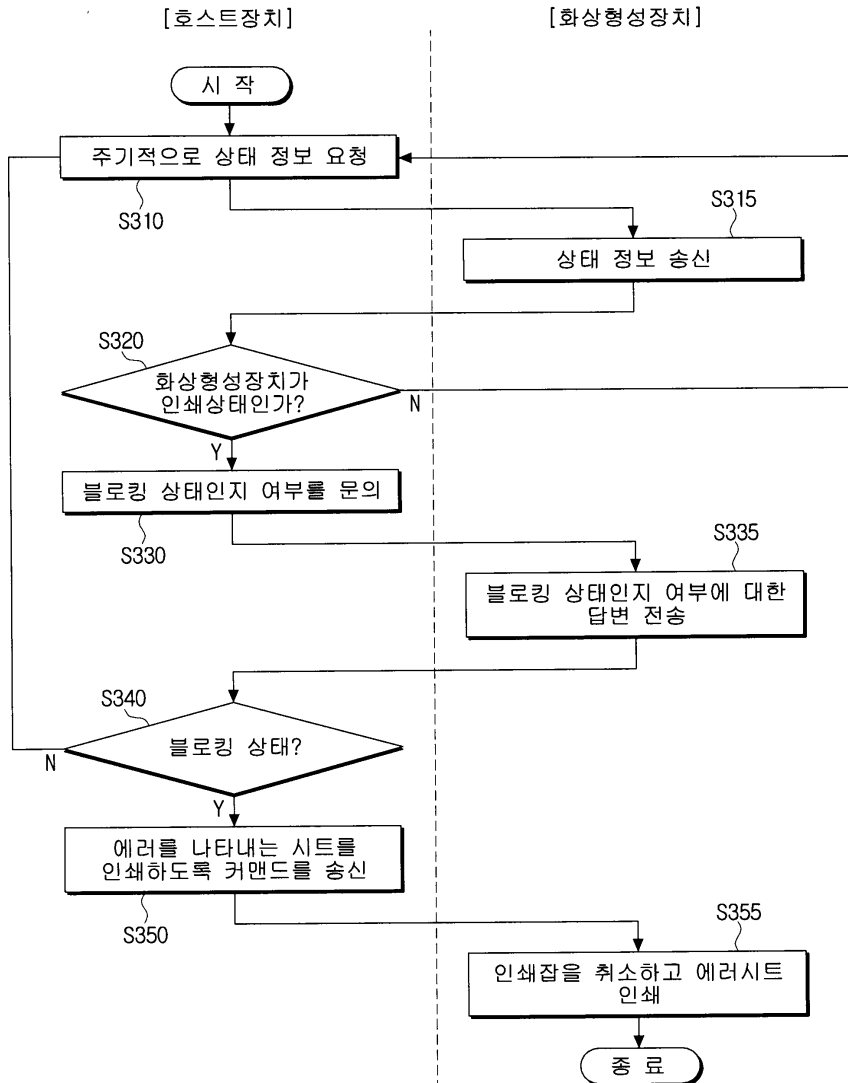 [호스트장치]
[화상형성장치]
시 작
주기적으로 상태 정보 요청
S310
S315
상태 정보 송신
S320
화상형성장치가
인쇄상태인가?
N
Y
블로킹 상태인지 여부를 문의
S330
S335
블로킹 상태인지 여부에 대한
답변 전송
S340
블로킹 상태?
N
Y
에러를 나타내는 시트를
인쇄하도록 커맨드를 송신
S350
S355
인쇄잡을 취소하고 에러시트
인쇄
종 료